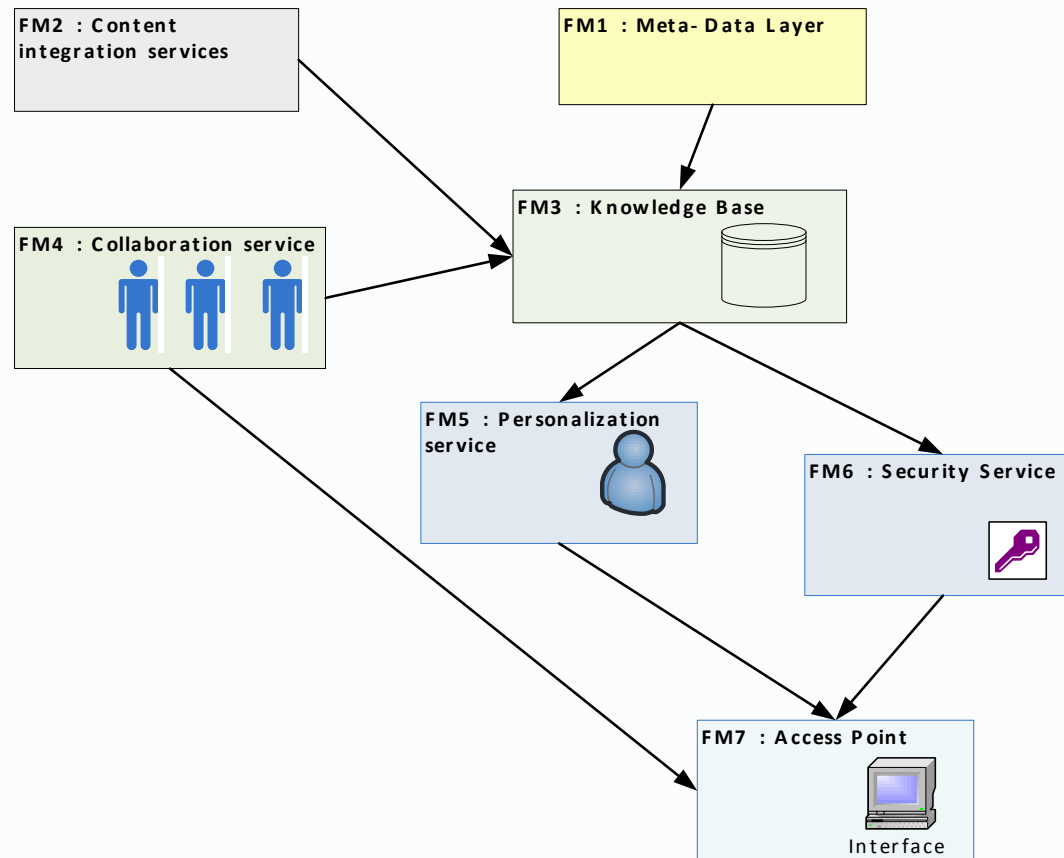 FM2 : Content
integration services
FM1 : Meta- Data Layer
FM3 : Knowledge Base
FM4 : Collaboration service
FM5 : Personalization
service
FM6 : Security Service
FM7 : Access Point
Interface